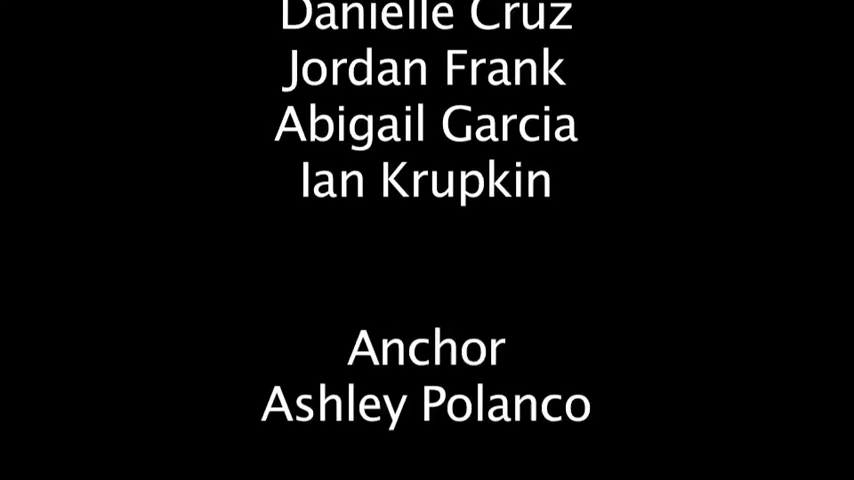 Danielle Cruz
Jordan Frank
Abigail Garcia
Ian Krupkin
Anchor
Ashley Polanco